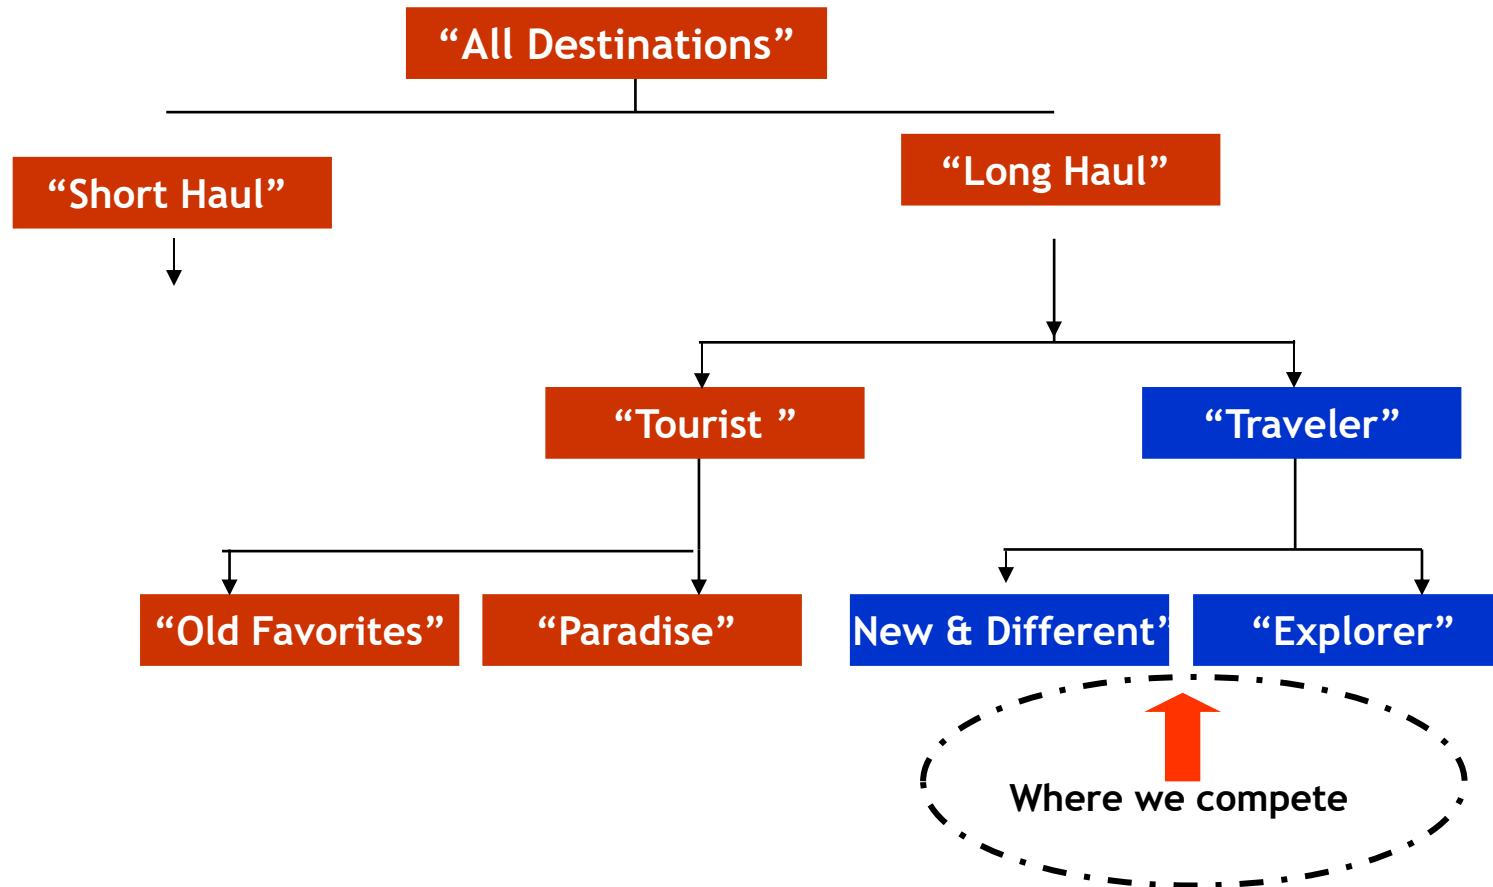 “All Destinations”
“Long Haul”
“Short Haul”
“Tourist ”
“Traveler”
“Old Favorites”
“Paradise”
New & Different”
“Explorer”
Where we compete